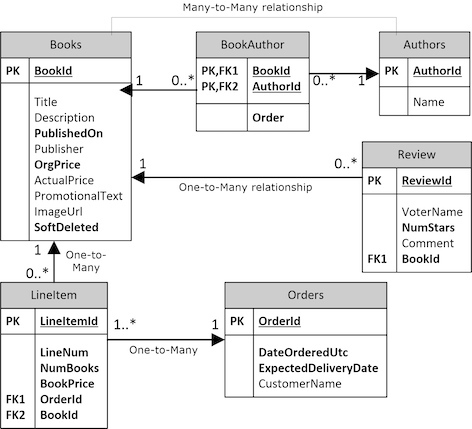 Many-to-Many relationship
Books
PK BookId
Title
Description
PublishedOn
Publisher
OrgPrice
ActualPrice
PromotionalText
ImageUrl
SoftDeleted
1
0..*
BookAuthor
PK,FK1 BookId
PK,FK2 AuthorId
Order
0..*
1
Authors
PK AuthorId
Name
1
0..*
One-to-Many relationship
Review
PK ReviewId
VoterName
NumStars
Comment
FK1 BookId
1
One-to-
Many
0..*
LineItem
PK LineItemId
LineNum
NumBooks
BookPrice
FK1 OrderId
FK2 BookId
1..*
1
One-to-Many
Orders
PK OrderId
DateOrderedUtc
ExpectedDeliveryDate
CustomerName